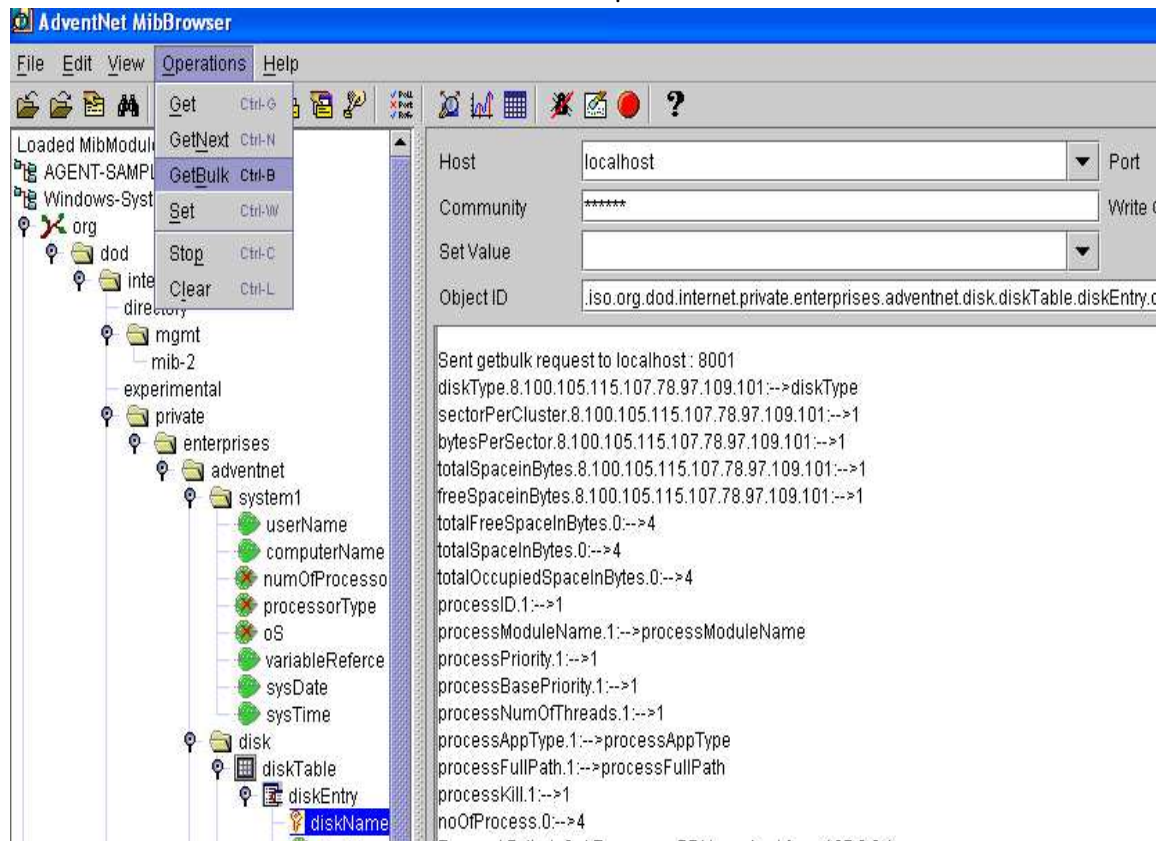 AdventNet MibBrowser
File Edit View Operations Help
Get Ctrl-G
GetNext Ctrl-N
GetBulk Ctrl-B
Set Ctrl-W
Stop Ctrl-C
Clear Ctrl-L
Loaded MibModul
AGENT-SAMPL
Windows-Syst
org
dod
inte
directory
mgmt
mib-2
experimental
private
enterprises
adventnet
system1
userName
computerName
numOfProcesso
processorType
oS
variableReferce
sysDate
sysTime
disk
diskTable
diskEntry
diskName
Host localhost Port
Community ****** Write
Set Value
Object ID .iso.org.dod.internet.private.enterprises.adventnet.disk.diskTable.diskEntry.
Sent getbulk request to localhost : 8001
diskType.8.100.105.115.107.78.97.109.101:-->diskType
sectorPerCluster.8.100.105.115.107.78.97.109.101:-->1
bytesPerSector.8.100.105.115.107.78.97.109.101:-->1
totalSpaceinBytes.8.100.105.115.107.78.97.109.101:-->1
freeSpaceinBytes.8.100.105.115.107.78.97.109.101:-->1
totalFreeSpaceInBytes.0:-->4
totalSpaceInBytes.0:-->4
totalOccupiedSpaceInBytes.0:-->4
processID.1:-->1
processModuleName.1:-->processModuleName
processPriority.1:-->1
processBasePriority.1:-->1
processNumOfThreads.1:-->1
processAppType.1:-->processAppType
processFullPath.1:-->processFullPath
processKill.1:-->1
noOfProcess.0:-->4